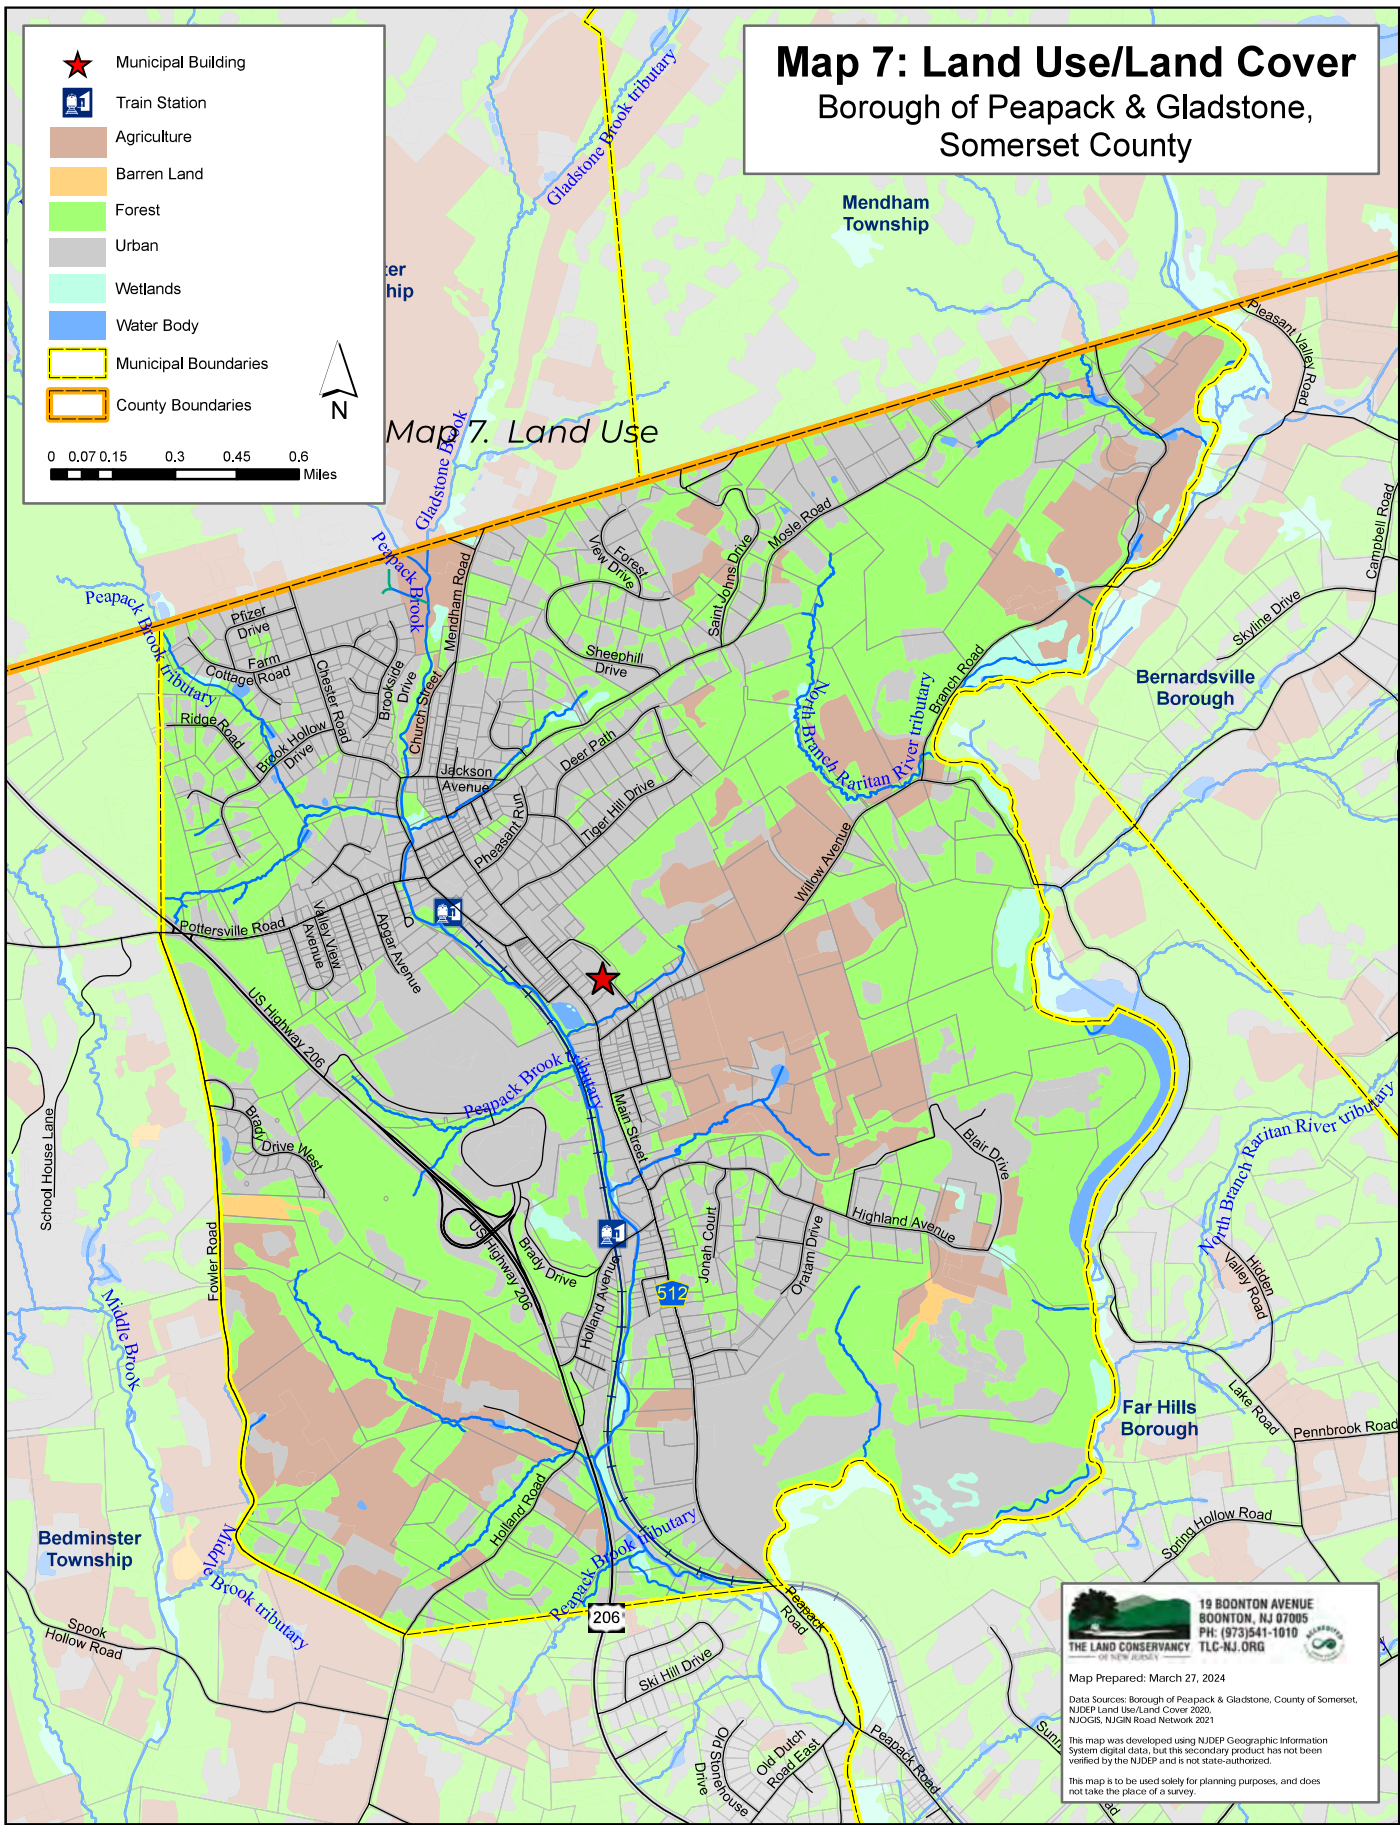 Municipal Building
Train Station
Agriculture
Barren Land
Forest
Urban
Wetlands
Water Body
Municipal Boundaries
County Boundaries
N
0 0.07 0.15 0.3 0.45 0.6
Miles
Map 7: Land Use/Land Cover
Borough of Peapack & Gladstone,
Somerset County
Map 7. Land Use
Gladstone Brook tributary
Mendham
Township
ter
hip
Gladstone Brook
Peapack Brook
Peapack Brook tributary
Pleasant Valley Road
Campbell Road
Skyline Drive
Bernardsville
Borough
Pfizer
Drive
Farm
Cottage Road
Chester Road
Brookside
Drive
Mendham Road
Church Street
Ridge Road
Brook Hollow
Drive
Forest
View Drive
Saint Johns Drive
Mosle Road
Sheephill
Drive
Deer Path
Jackson
Avenue
Pheasant Run
Tiger Hill Drive
North Branch Raritan River tributary
Branch Road
Willow Avenue
Pottersville Road
Valley View
Avenue
Apgar Avenue
US Highway 206
Peapack Brook tributary
Main Street
School House Lane
Brady
Drive West
Fowler Road
US Highway 206
Brady Drive
Holland Avenue
Jonah Court
512
Oratam Drive
Highland Avenue
Blair Drive
North Branch Raritan River tributary
Hidden
Valley Road
Middle Brook
Lake Road
Far Hills
Borough
Pennbrook Road
Holland Road
Spring Hollow Road
Bedminster
Township
Middle Brook tributary
Peapack Brook tributary
206
Peapack
Road
Spook
Hollow Road
Ski Hill Drive
Old Stonehouse
Drive
Old Dutch
Road East
Peapack Road
THE LAND CONSERVANCY
OF NEW JERSEY
19 BOONTON AVENUE
BOONTON, NJ 07005
PH: (973)541-1010
TLC-NJ.ORG
Map Prepared: March 27, 2024
Data Sources: Borough of Peapack & Gladstone, County of Somerset,
NJDEP Land Use/Land Cover 2020,
NJOGIS, NJGIN Road Network 2021
This map was developed using NJDEP Geographic Information
System digital data, but this secondary product has not been
verified by the NJDEP and is not state-authorized.
This map is to be used solely for planning purposes, and does
not take the place of a survey.